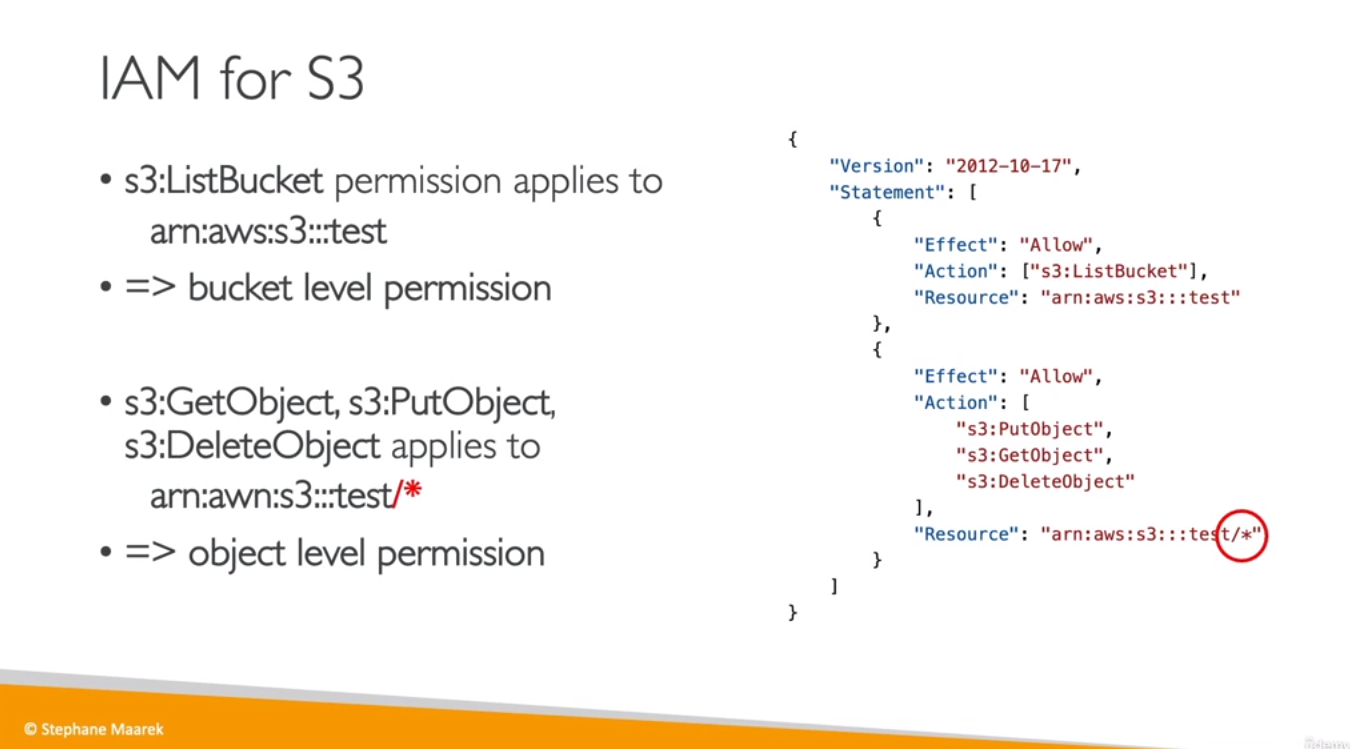 IAM for S3
• s3:ListBucket permission applies to
arn:aws:s3:::test
• => bucket level permission
• s3:GetObject, s3:PutObject,
s3:DeleteObject applies to
arn:awn:s3:::test/*
• => object level permission
{
"Version": "2012-10-17",
"Statement": [
{
"Effect": "Allow",
"Action": ["s3:ListBucket"],
"Resource": "arn:aws:s3:::test"
},
{
"Effect": "Allow",
"Action": [
"s3:PutObject",
"s3:GetObject",
"s3:DeleteObject"
],
"Resource": "arn:aws:s3:::test/*"
}
]
}
© Stephane Maarek